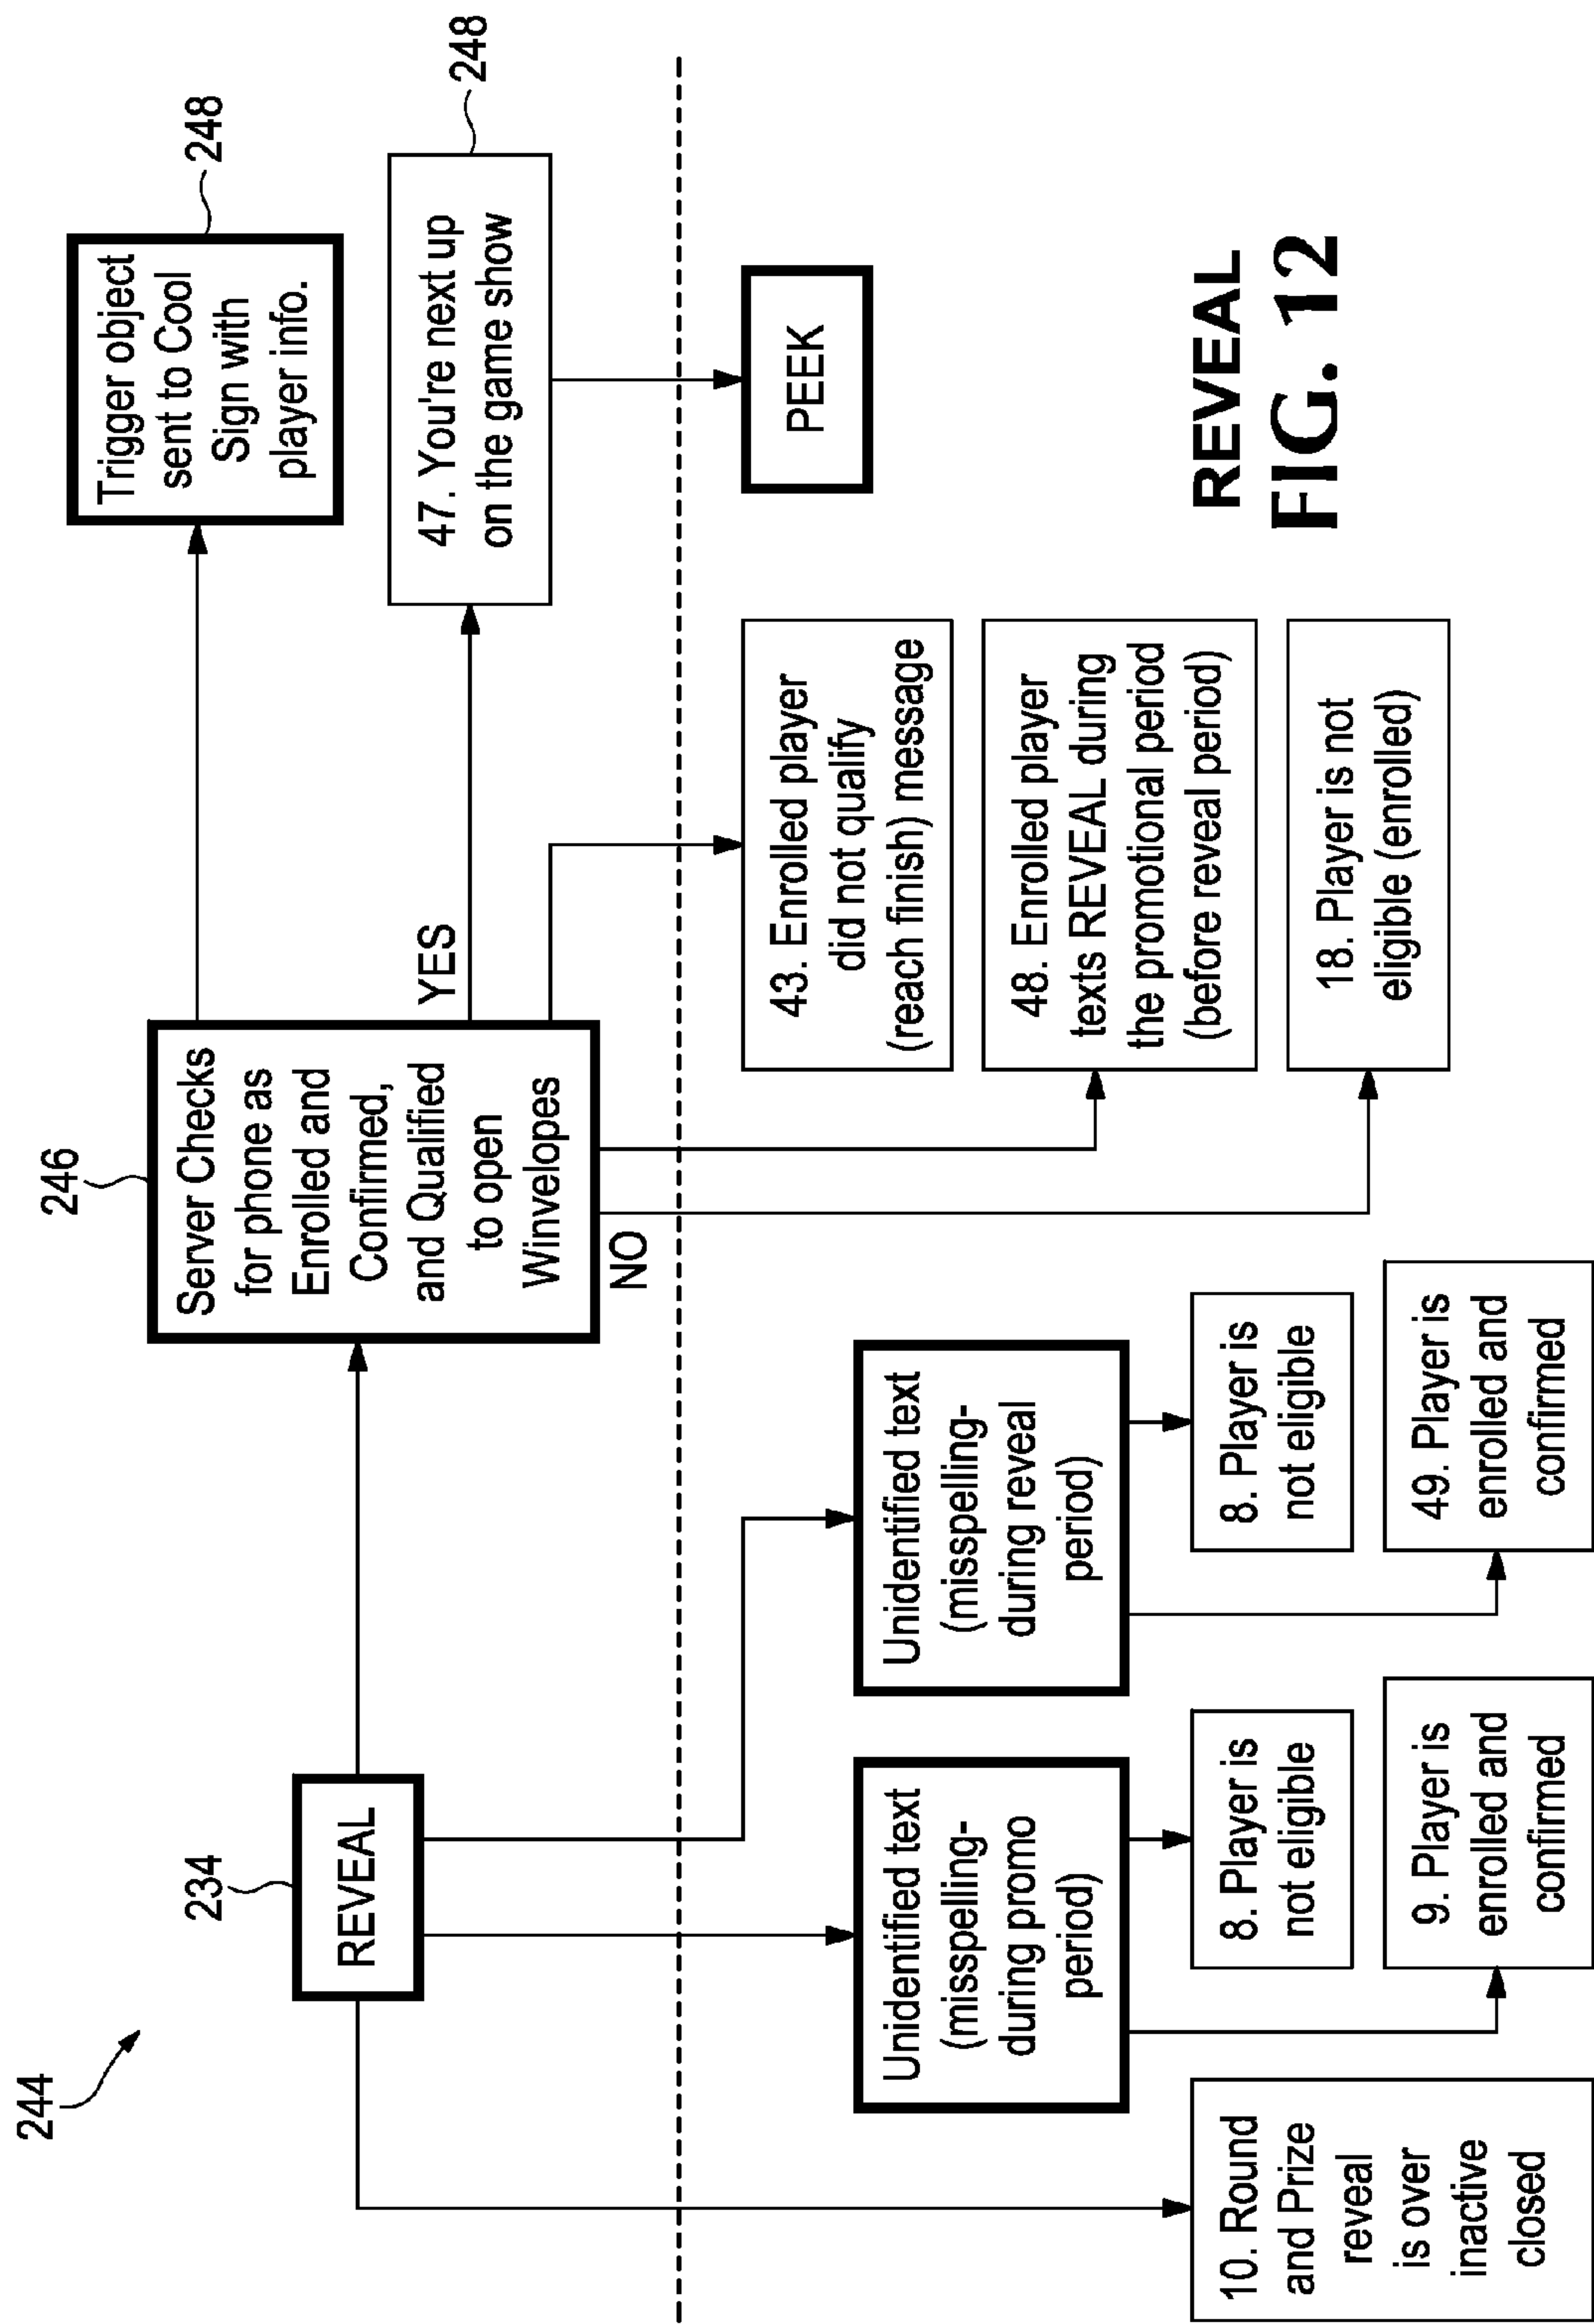 244
234
REVEAL
246
Server Checks
for phone as
Enrolled and
Confirmed,
and Qualified
to open
Winvelopes
YES
NO
Trigger object
sent to Cool
Sign with
player info.
248
47. You're next up
on the game show
248
PEEK
43. Enrolled player
did not qualify
(reach finish) message
48. Enrolled player
texts REVEAL during
the promotional period
(before reveal period)
18. Player is not
eligible (enrolled)
Unidentified text
(misspelling-
during reveal
period)
8. Player is
not eligible
49. Player is
enrolled and
confirmed
Unidentified text
(misspelling-
during promo
period)
8. Player is
not eligible
9. Player is
enrolled and
confirmed
10. Round
and Prize
reveal
is over
inactive
closed
REVEAL
FIG. 12